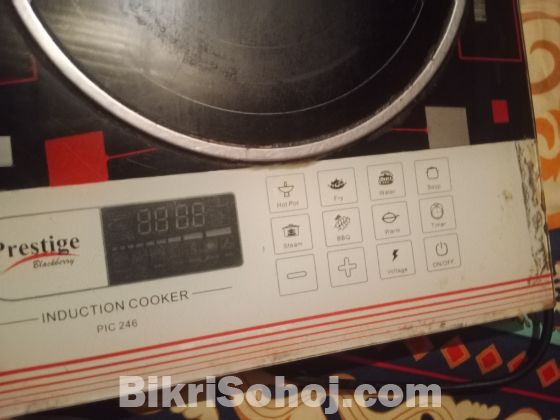 Prestige
Blackberry
INDUCTION COOKER
PIC 246
Hot Pot
Fry
Water
Soup
Steam
BBQ
Warm
Timer
Voltage
ON/OFF
BikriSohoj.com